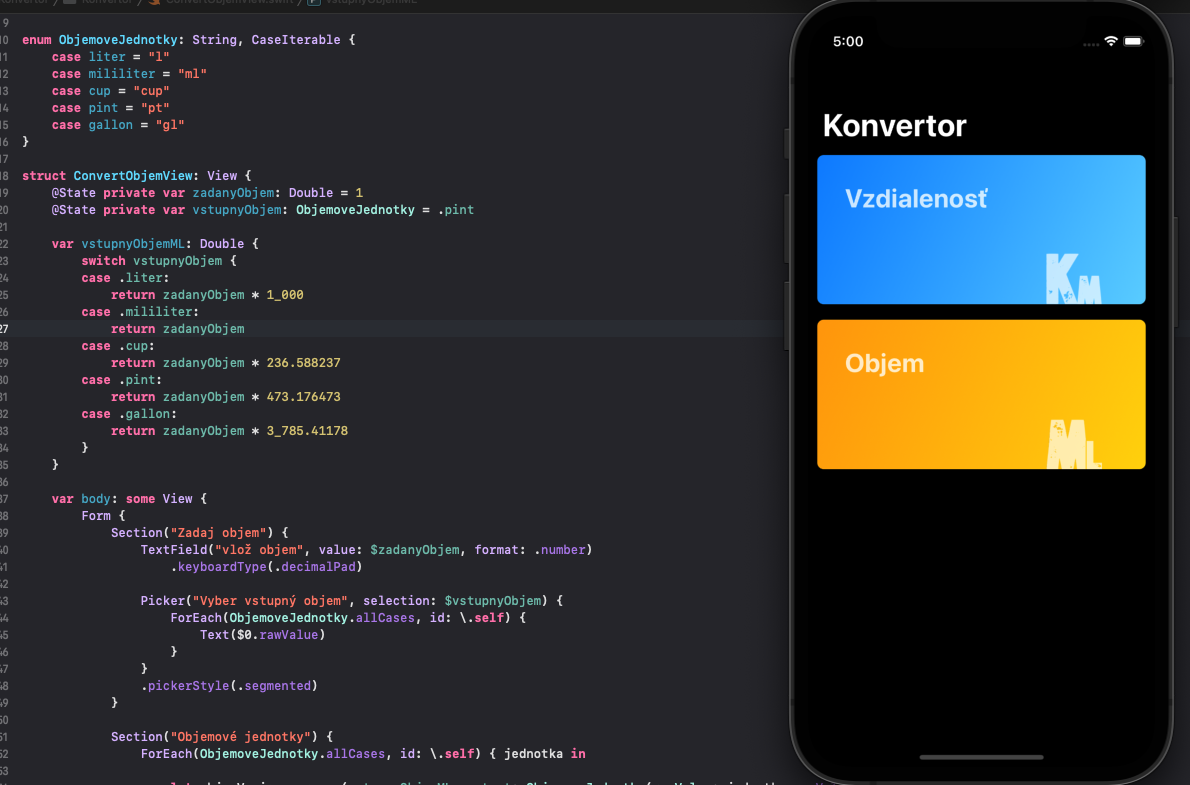 Konvertor / Konvertor / ConvertObjemView.swift / P vstupnyObjemML
9
10 enum ObjemoveJednotky: String, CaseIterable {
11 case liter = "l"
12 case mililiter = "ml"
13 case cup = "cup"
14 case pint = "pt"
15 case gallon = "gl"
16 }
17
18 struct ConvertObjemView: View {
19 @State private var zadanyObjem: Double = 1
20 @State private var vstupnyObjem: ObjemoveJednotky = .pint
21
22 var vstupnyObjemML: Double {
23 switch vstupnyObjem {
24 case .liter:
25 return zadanyObjem * 1_000
26 case .mililiter:
27 return zadanyObjem
28 case .cup:
29 return zadanyObjem * 236.588237
30 case .pint:
31 return zadanyObjem * 473.176473
32 case .gallon:
33 return zadanyObjem * 3_785.41178
34 }
35 }
36
37 var body: some View {
38 Form {
39 Section("Zadaj objem") {
40 TextField("vlož objem", value: $zadanyObjem, format: .number)
41 .keyboardType(.decimalPad)
42
43 Picker("Vyber vstupný objem", selection: $vstupnyObjem) {
44 ForEach(ObjemoveJednotky.allCases, id: \.self) {
45 Text($0.rawValue)
46 }
47 }
48 .pickerStyle(.segmented)
49 }
50
51 Section("Objemové jednotky") {
52 ForEach(ObjemoveJednotky.allCases, id: \.self) { jednotka in
53
5:00
Konvertor
Vzdialenosť
KM
Objem
ML